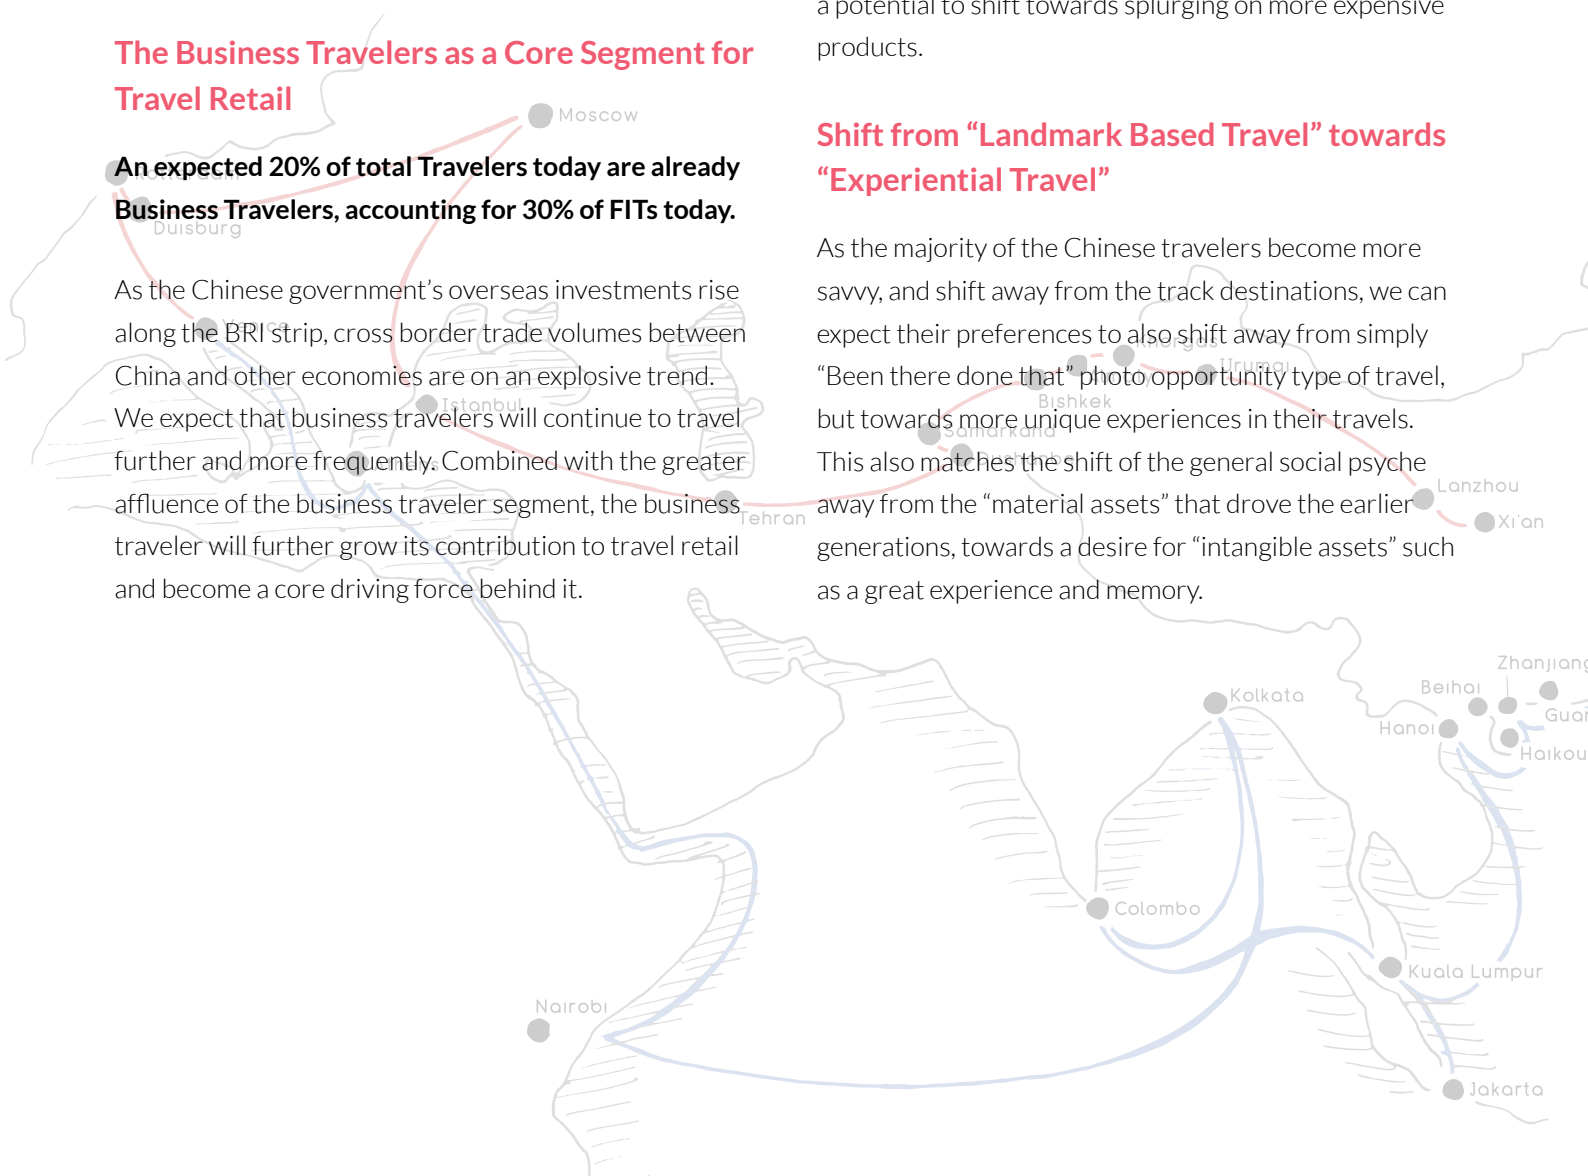 The Business Travelers as a Core Segment for
Travel Retail
An expected 20% of total Travelers today are already
Business Travelers, accounting for 30% of FITs today.
As the Chinese government’s overseas investments rise
along the BRI strip, cross border trade volumes between
China and other economies are on an explosive trend.
We expect that business travelers will continue to travel
further and more frequently. Combined with the greater
affluence of the business traveler segment, the business
traveler will further grow its contribution to travel retail
and become a core driving force behind it.
a potential to shift towards splurging on more expensive
products.
Shift from “Landmark Based Travel” towards
“Experiential Travel”
As the majority of the Chinese travelers become more
savvy, and shift away from the track destinations, we can
expect their preferences to also shift away from simply
“Been there done that” photo opportunity type of travel,
but towards more unique experiences in their travels.
This also matches the shift of the general social psyche
away from the “material assets” that drove the earlier
generations, towards a desire for “intangible assets” such
as a great experience and memory.
Moscow
Duisburg
Venice
Istanbul
Tehran
Samarkand
Dushanbe
Bishkek
Khorgas
Urumqi
Lanzhou
Xi'an
Zhanjiang
Beihai
Hanoi
Haikou
Kolkata
Colombo
Kuala Lumpur
Nairobi
Jakarta